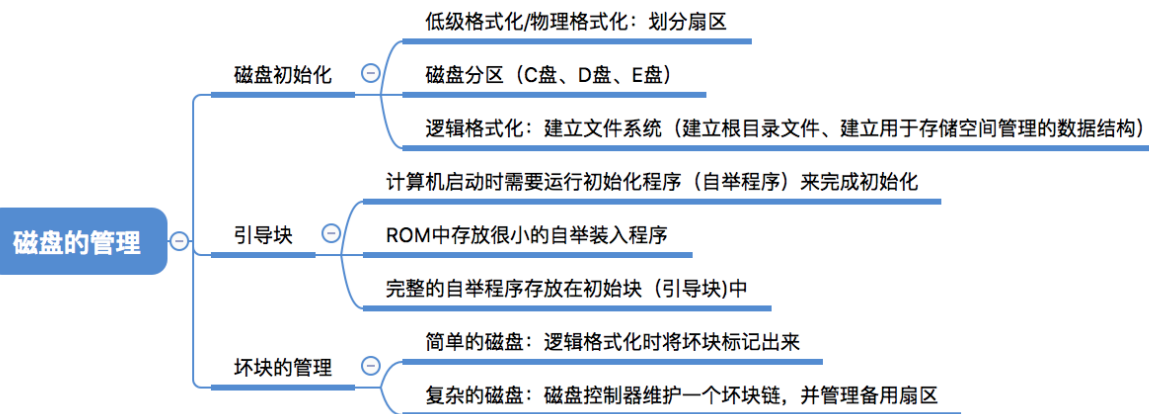 磁盘的管理
磁盘初始化
低级格式化/物理格式化：划分扇区
磁盘分区（C盘、D盘、E盘）
逻辑格式化：建立文件系统（建立根目录文件、建立用于存储空间管理的数据结构）
引导块
计算机启动时需要运行初始化程序（自举程序）来完成初始化
ROM中存放很小的自举装入程序
完整的自举程序存放在初始块（引导块)中
坏块的管理
简单的磁盘：逻辑格式化时将坏块标记出来
复杂的磁盘：磁盘控制器维护一个坏块链，并管理备用扇区